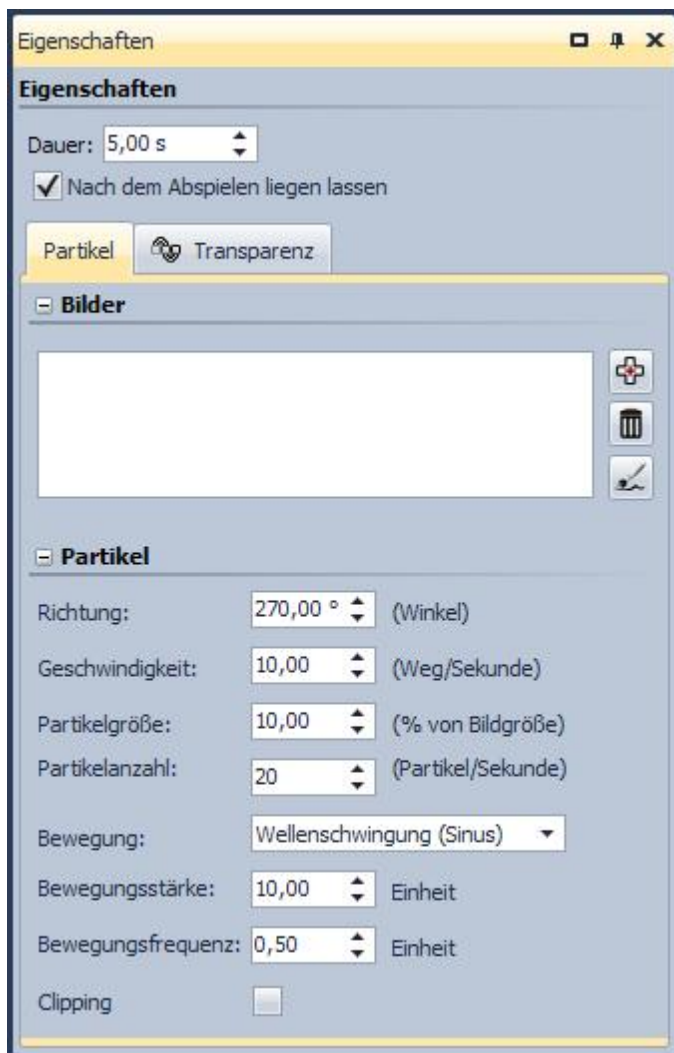 Eigenschaften
Eigenschaften
Dauer: 5,00 s
Nach dem Abspielen liegen lassen
Partikel Transparenz
Bilder
Partikel
Richtung: 270,00 ° (Winkel)
Geschwindigkeit: 10,00 (Weg/Sekunde)
Partikelgröße: 10,00 (% von Bildgröße)
Partikelanzahl: 20 (Partikel/Sekunde)
Bewegung: Wellenschwingung (Sinus)
Bewegungsstärke: 10,00 Einheit
Bewegungsfrequenz: 0,50 Einheit
Clipping